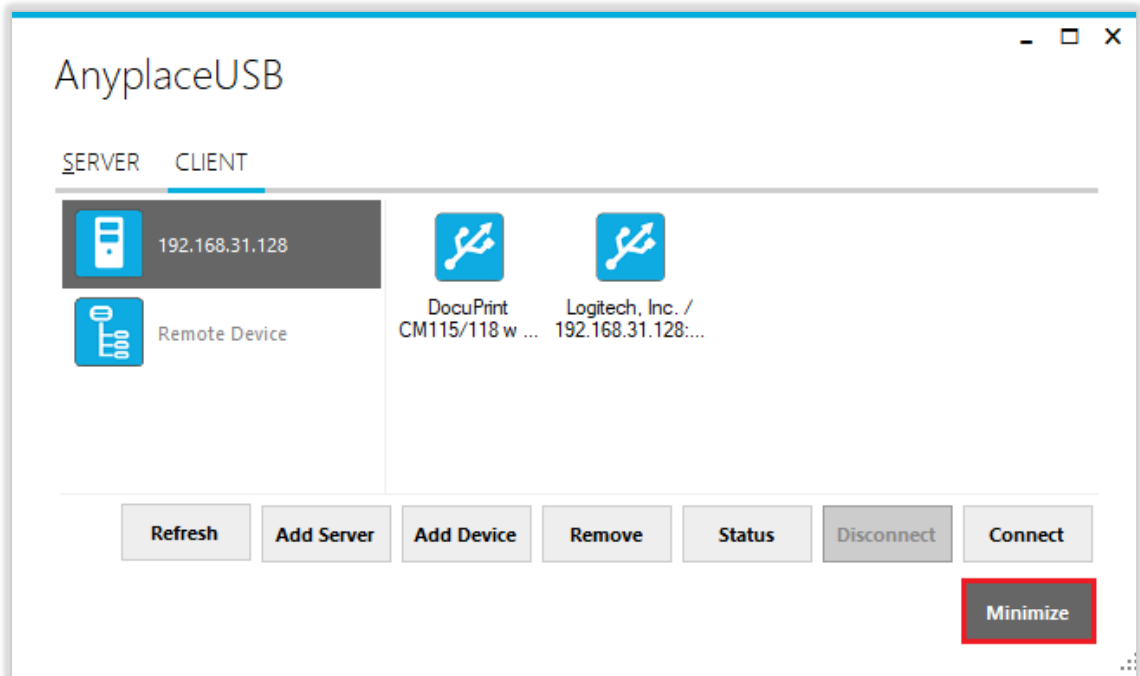 AnyplaceUSB
SERVER CLIENT
192.168.31.128
Remote Device
DocuPrint
CM115/118 w ...
Logitech, Inc. /
192.168.31.128:...
Refresh Add Server Add Device Remove Status Disconnect Connect
Minimize